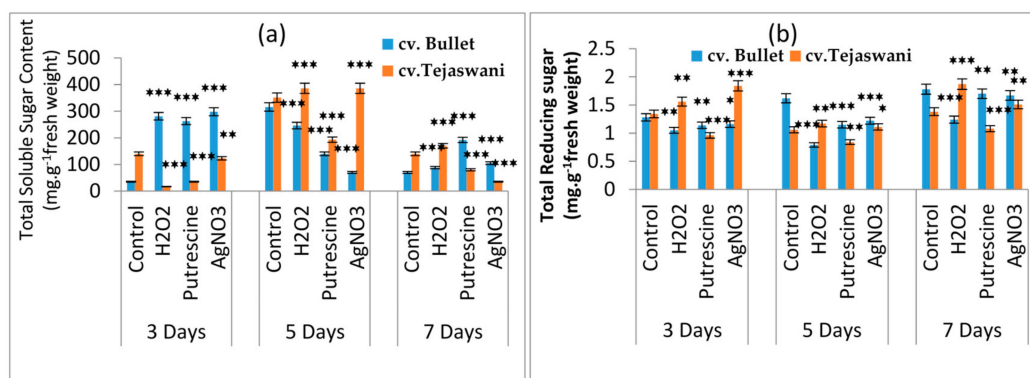 (a)
cv. Bullet
cv.Tejaswani
Total Soluble Sugar Content
(mg.g-1fresh weight)
500
400
300
200
100
0
*** *** *** **
*** ***
*** *** *** ***
*** ***
*** *** *** ***
*** ***
Control H2O2 Putrescine AgNO3 Control H2O2 Putrescine AgNO3 Control H2O2 Putrescine AgNO3
3 Days 5 Days 7 Days
(b)
cv. Bullet cv.Tejaswani
Total Reducing sugar
(mg.g-1fresh weight)
2.5
2
1.5
1
0.5
0
Control H2O2 Putrescine AgNO3 Control H2O2 Putrescine AgNO3 Control H2O2 Putrescine AgNO3
3 Days 5 Days 7 Days